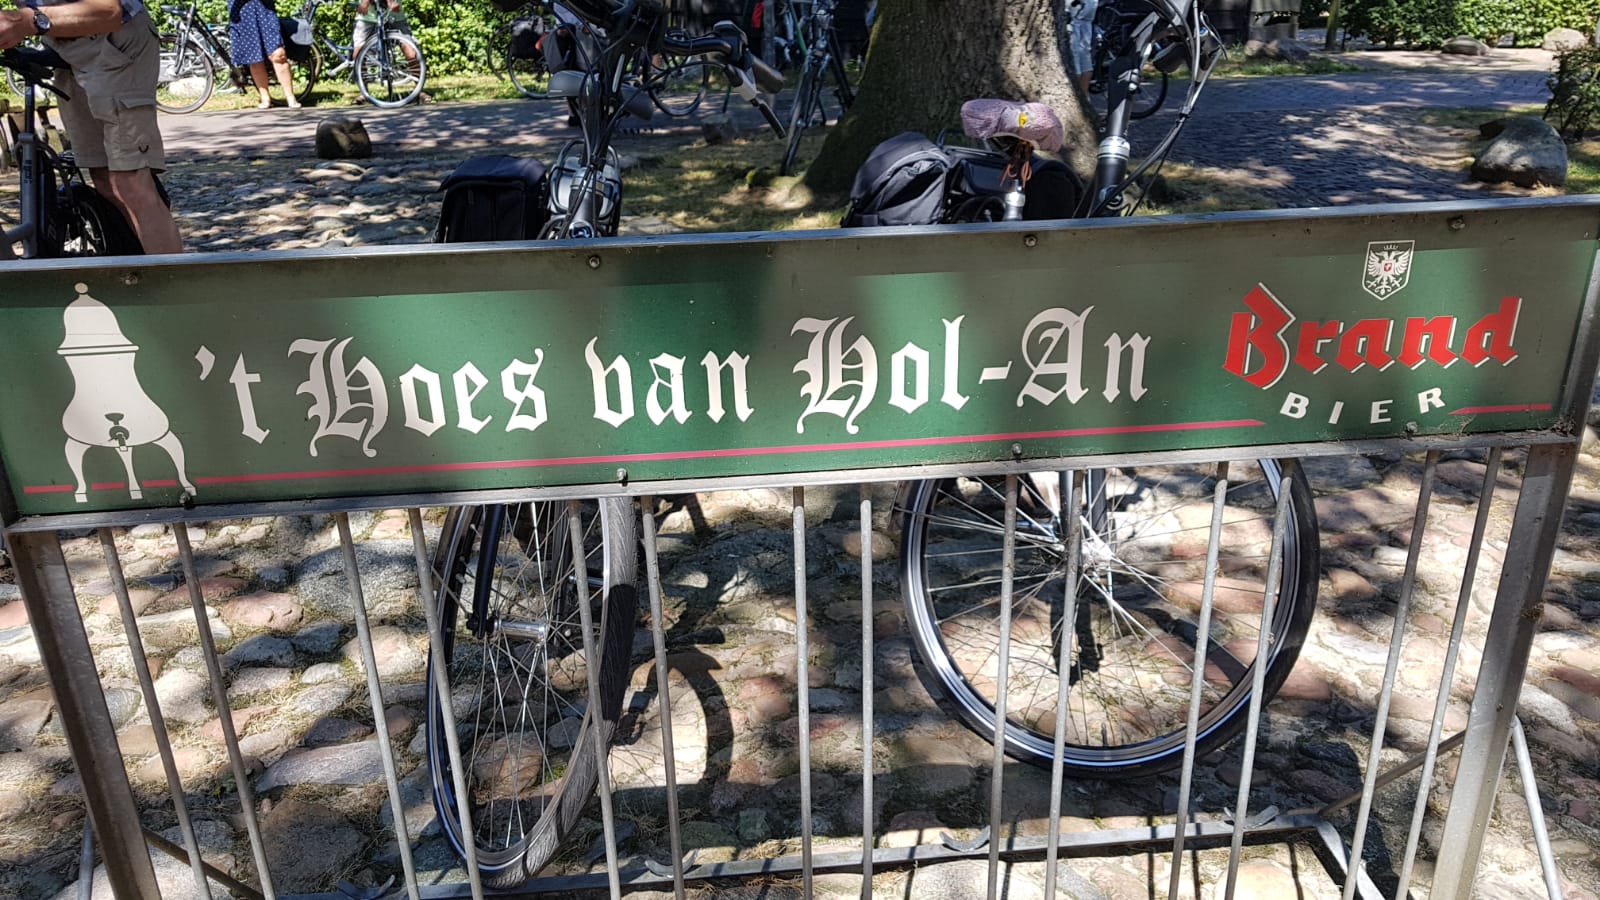 't Hoes van Hol-An
Brand
BIER